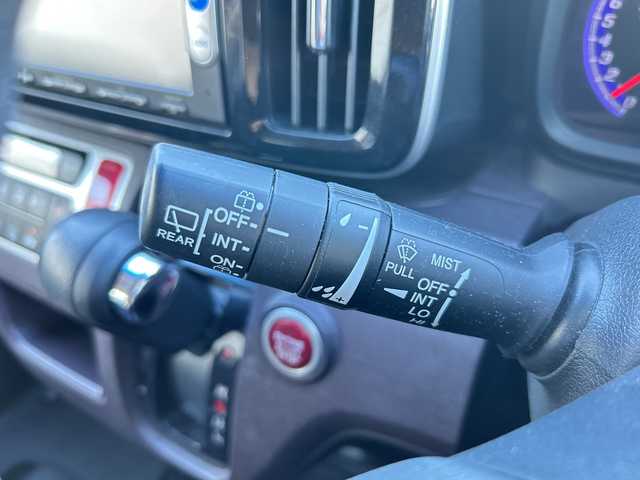 REAR
OFF
INT
ON
PULL
MIST
OFF
INT
LO
HI